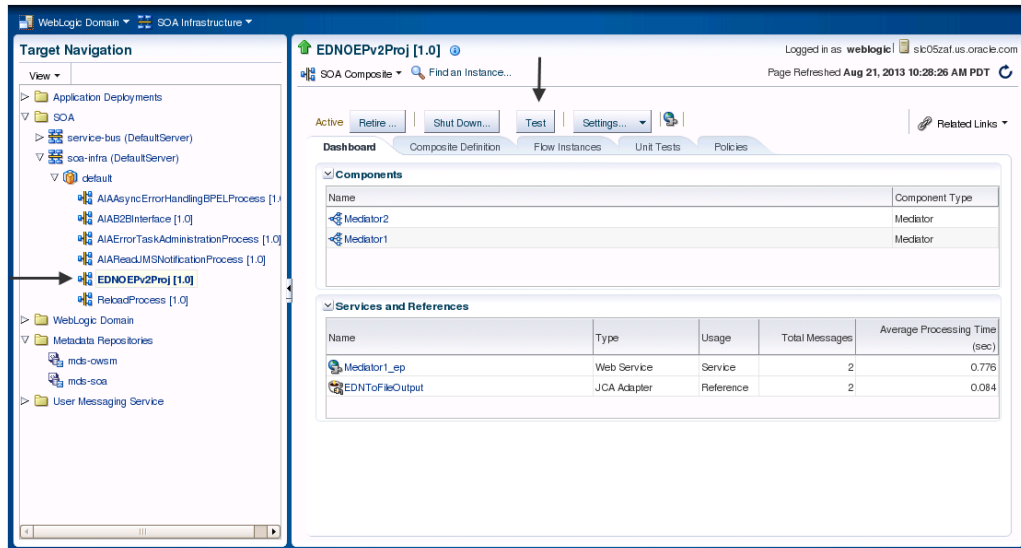 WebLogic Domain SOA Infrastructure
Target Navigation
View
Application Deployments
SOA
service-bus (DefaultServer)
soa-infra (DefaultServer)
default
AIAAsyncErrorHandlingBPELProcess [1.
AIAB2BInterface [1.0]
AIAErrorTaskAdministrationProcess [1.0]
AIAReadJMSNotificationProcess [1.0]
EDNOEPv2Proj [1.0]
ReloadProcess [1.0]
WebLogic Domain
Metadata Repositories
mds-owsm
mds-soa
User Messaging Service
EDNOEPv2Proj [1.0]
Logged in as weblogic slc05zaf.us.oracle.com
SOA Composite Find an Instance...
Page Refreshed Aug 21, 2013 10:28:26 AM PDT
Active Retire ... Shut Down... Test Settings... Related Links
Dashboard Composite Definition Flow Instances Unit Tests Policies
Components
Name Component Type
Mediator2 Mediator
Mediator1 Mediator
Services and References
Name Type Usage Total Messages Average Processing Time (sec)
Mediator1_ep Web Service Service 2 0.776
EDNToFileOutput JCA Adapter Reference 2 0.084